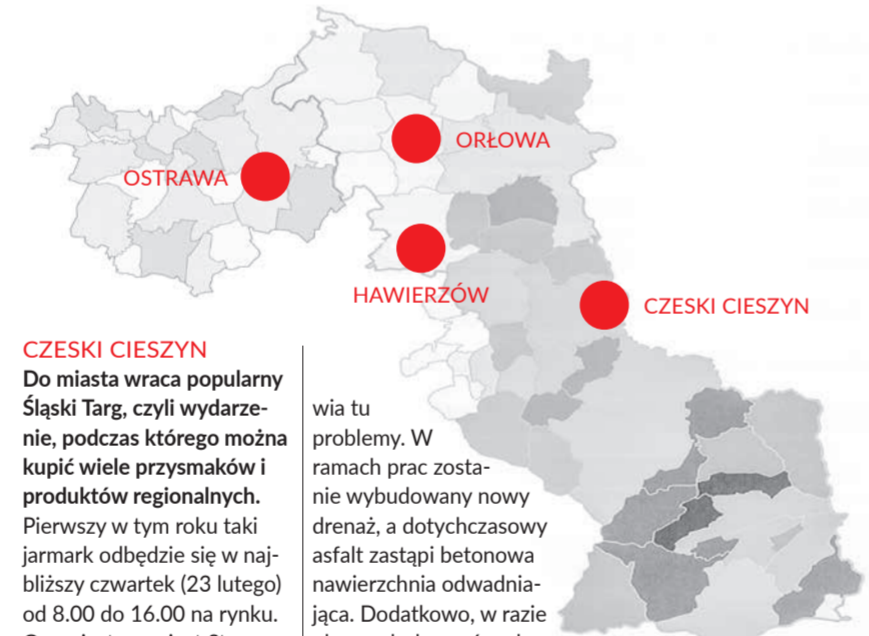 ORŁOWA
OSTRAWA
HAWIERZÓW
CZESKI CIESZYN
CZESKI CIESZYN
Do miasta wraca popularny
Śląski Targ, czyli wydarze-
nie, podczas którego można
kupić wiele przysmaków i
produktów regionalnych.
Pierwszy w tym roku taki
jarmark odbędzie się w naj-
bliższy czwartek (23 lutego)
od 8.00 do 16.00 na rynku.
wia tu
problemy. W
ramach prac zosta-
nie wybudowany nowy
drenaż, a dotychczasowy
asfalt zastąpi betonowa
nawierzchnia odwadnia-
jąca. Dodatkowo, w razie